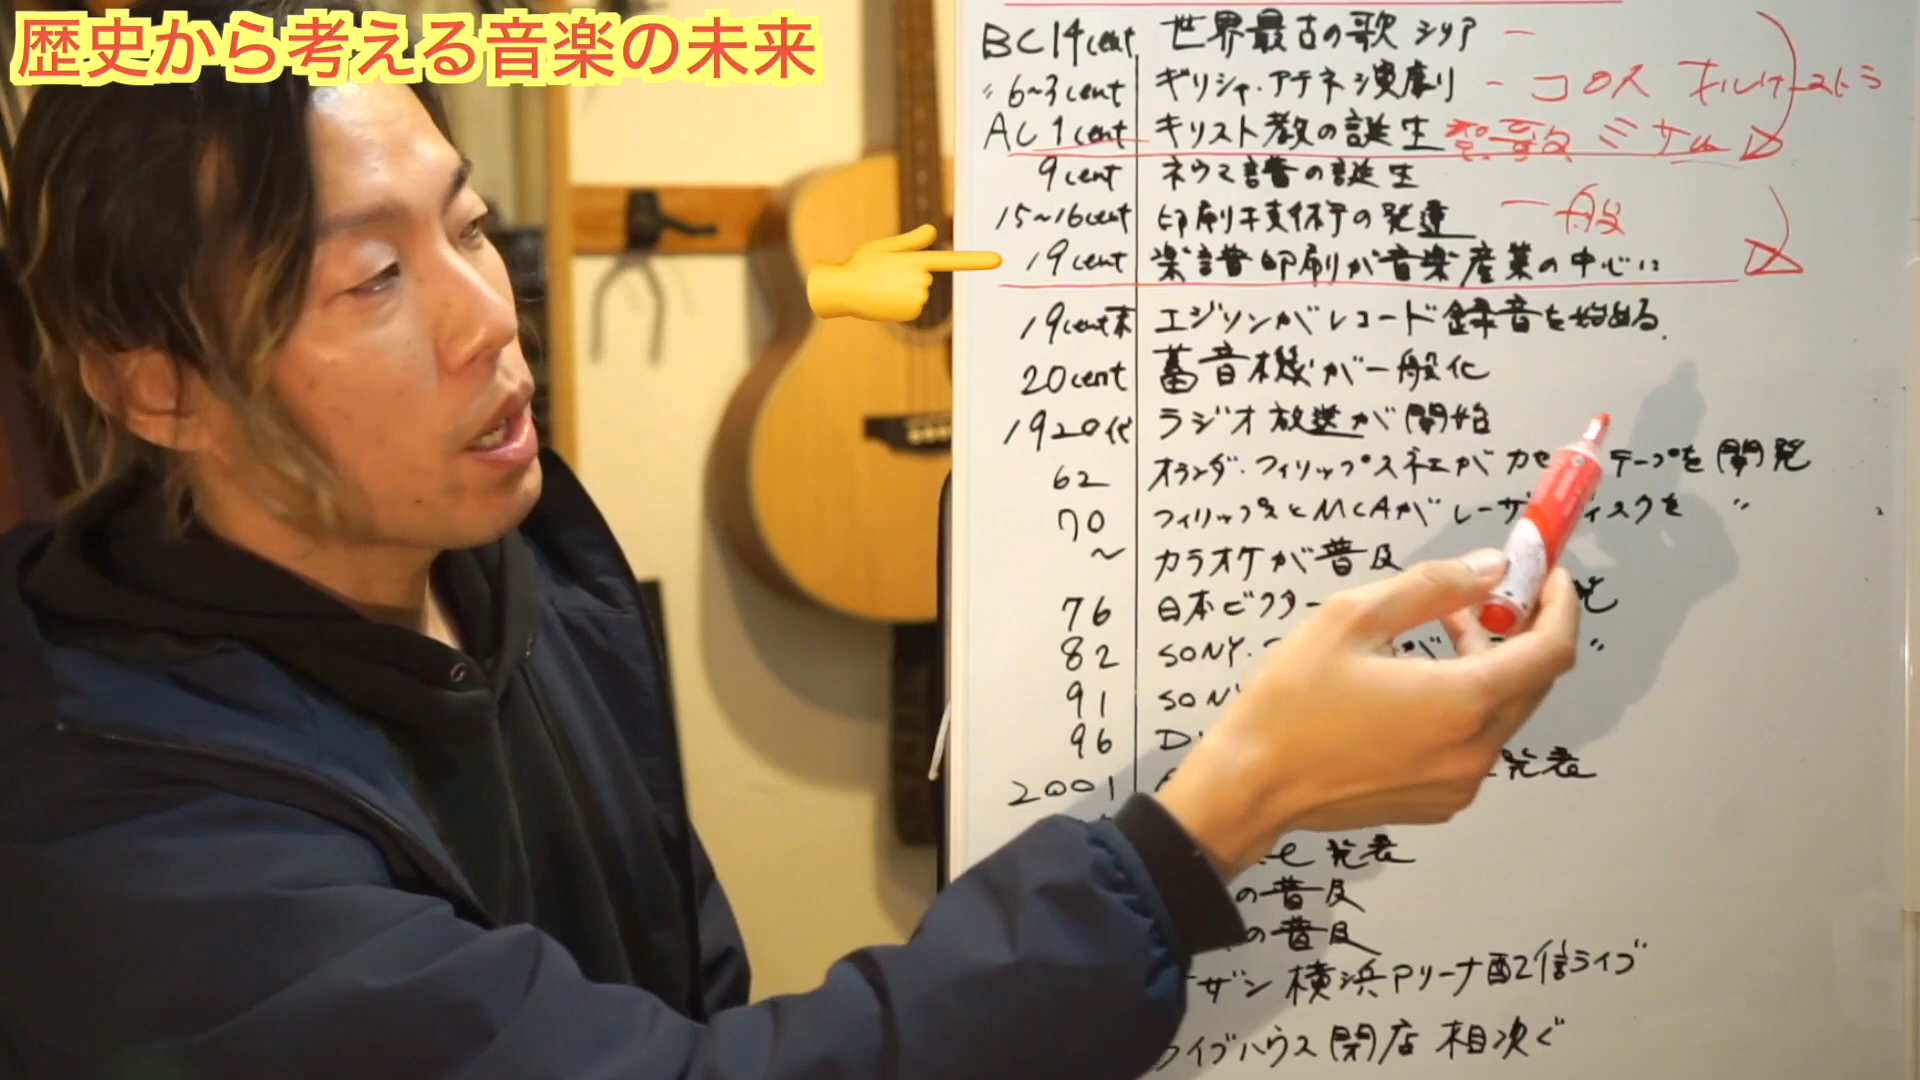 歴史から考える音楽の未来
BC14cent 世界最古の歌 シリア ー
〃6~3cent ギリシャ・アテネシ演劇 - コロス オルケーストラ
AC1cent キリスト教の誕生 聖歌 ミサ
9cent ネウマ譜の誕生
15~16cent 印刷技術の発達 一般
19cent 楽譜印刷が音楽産業の中心に
19cent末 エジソンがレコード録音を始める.
20cent 蓄音機が一般化
1920代 ラジオ放送が開始
62 オランダ・フィリップス社が カセ テープを開発
70 フィリップスとMCAがレーザ ィスクを 〃
~ カラオケが普及
76 日本ビクター
82 SONY. が 〃
91 SON
96 D
2001 発表
発表
の普及
の普及
ザン 横浜アリーナ配信ライブ
ライブハウス閉店 相次ぐ